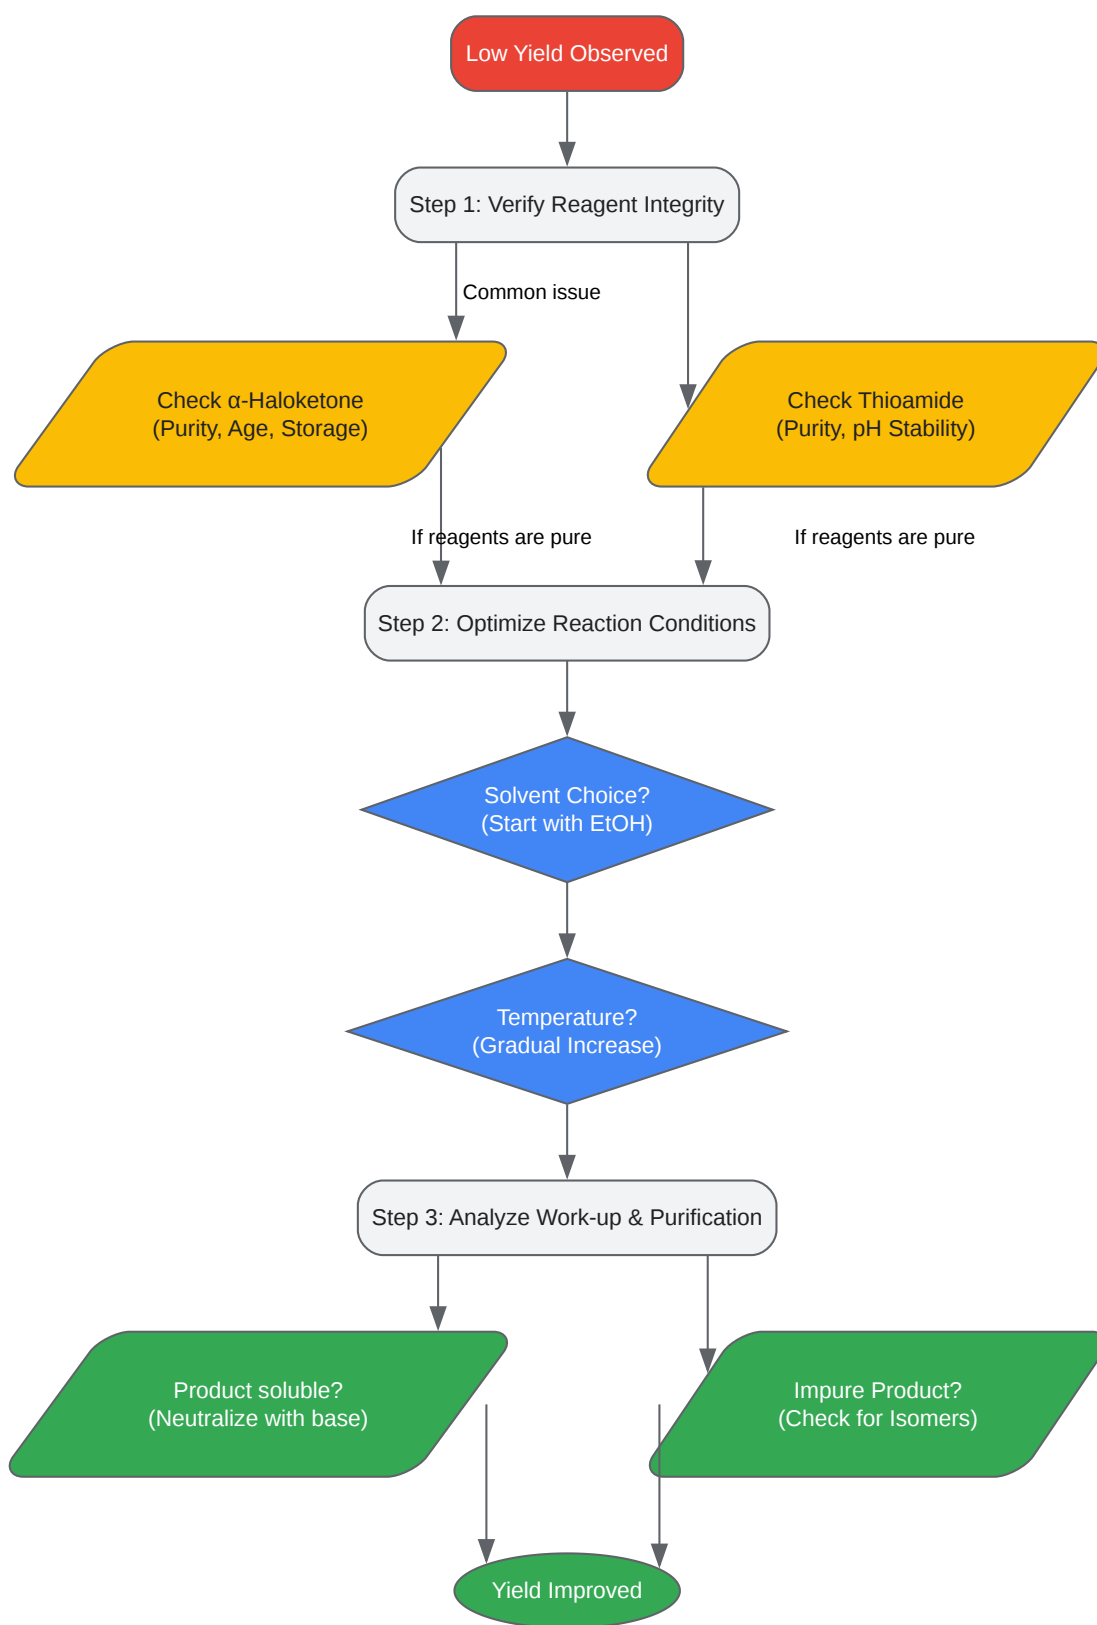 Low Yield Observed
Step 1: Verify Reagent Integrity
Common issue
Check α-Haloketone
(Purity, Age, Storage)
Check Thioamide
(Purity, pH Stability)
If reagents are pure
If reagents are pure
Step 2: Optimize Reaction Conditions
Solvent Choice?
(Start with EtOH)
Temperature?
(Gradual Increase)
Step 3: Analyze Work-up & Purification
Product soluble?
(Neutralize with base)
Impure Product?
(Check for Isomers)
Yield Improved